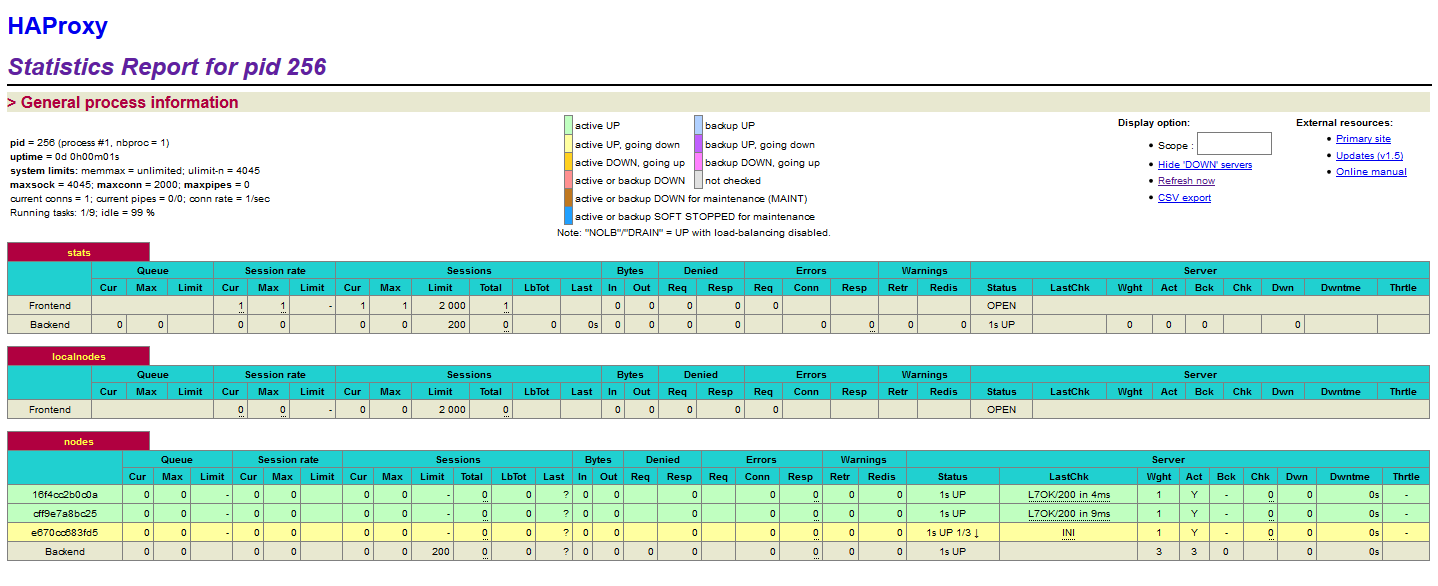 HAProxy
Statistics Report for pid 256
> General process information
pid = 256 (process #1, nbproc = 1)
uptime = 0d 0h00m01s
system limits: memmax = unlimited; ulimit-n = 4045
maxsock = 4045; maxconn = 2000; maxpipes = 0
current conns = 1; current pipes = 0/0; conn rate = 1/sec
Running tasks: 1/9; idle = 99 %
active UP backup UP
active UP, going down backup UP, going down
active DOWN, going up backup DOWN, going up
active or backup DOWN not checked
active or backup DOWN for maintenance (MAINT)
active or backup SOFT STOPPED for maintenance
Note: "NOLB"/"DRAIN" = UP with load-balancing disabled.
Display option:
• Scope :
• Hide 'DOWN' servers
• Refresh now
• CSV export
External resources:
• Primary site
• Updates (v1.5)
• Online manual
stats
Queue Session rate Sessions Bytes Denied Errors Warnings Server
Cur Max Limit Cur Max Limit Cur Max Limit Total LbTot Last In Out Req Resp Req Conn Resp Retr Redis Status LastChk Wght Act Bck Chk Dwn Dwntme Thrtle
Frontend 1 1 - 1 1 2 000 1 0 0 0 0 0 OPEN
Backend 0 0 0 0 0 0 200 0 0 0s 0 0 0 0 0 0 0 0 1s UP 0 0 0 0
localnodes
Queue Session rate Sessions Bytes Denied Errors Warnings Server
Cur Max Limit Cur Max Limit Cur Max Limit Total LbTot Last In Out Req Resp Req Conn Resp Retr Redis Status LastChk Wght Act Bck Chk Dwn Dwntme Thrtle
Frontend 0 0 - 0 0 2 000 0 0 0 0 0 0 OPEN
nodes
Queue Session rate Sessions Bytes Denied Errors Warnings Server
Cur Max Limit Cur Max Limit Cur Max Limit Total LbTot Last In Out Req Resp Req Conn Resp Retr Redis Status LastChk Wght Act Bck Chk Dwn Dwntme Thrtle
16f4cc2b0c0a 0 0 - 0 0 0 0 - 0 0 ? 0 0 0 0 0 0 0 1s UP L7OK/200 in 4ms 1 Y - 0 0 0s -
cff9e7a8bc25 0 0 - 0 0 0 0 - 0 0 ? 0 0 0 0 0 0 0 1s UP L7OK/200 in 9ms 1 Y - 0 0 0s -
e670cc683fd5 0 0 - 0 0 0 0 - 0 0 ? 0 0 0 0 0 0 0 1s UP 1/3 ↓ INI 1 Y - 0 0 0s -
Backend 0 0 0 0 0 0 200 0 0 ? 0 0 0 0 0 0 0 0 1s UP 3 3 0 0 0s